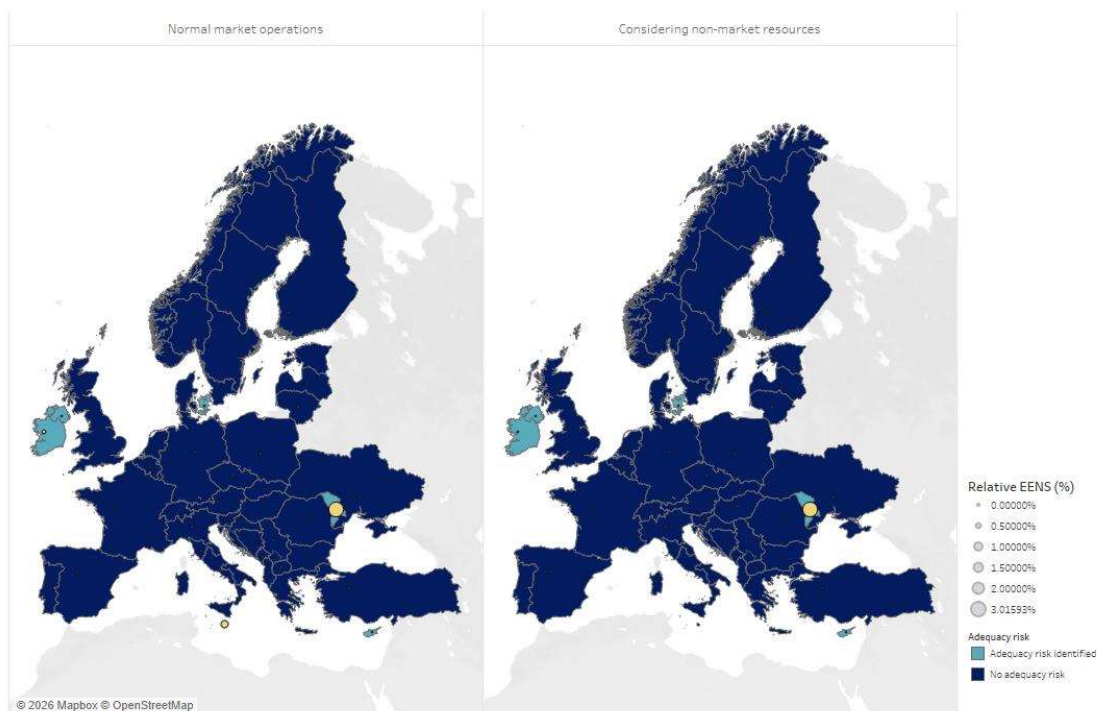 Normal market operations
Considering non-market resources
Relative EENS (%)
0.00000%
0.50000%
1.00000%
1.50000%
2.00000%
3.01593%
Adequacy risk
Adequacy risk identified
No adequacy risk
© 2026 Mapbox © OpenStreetMap